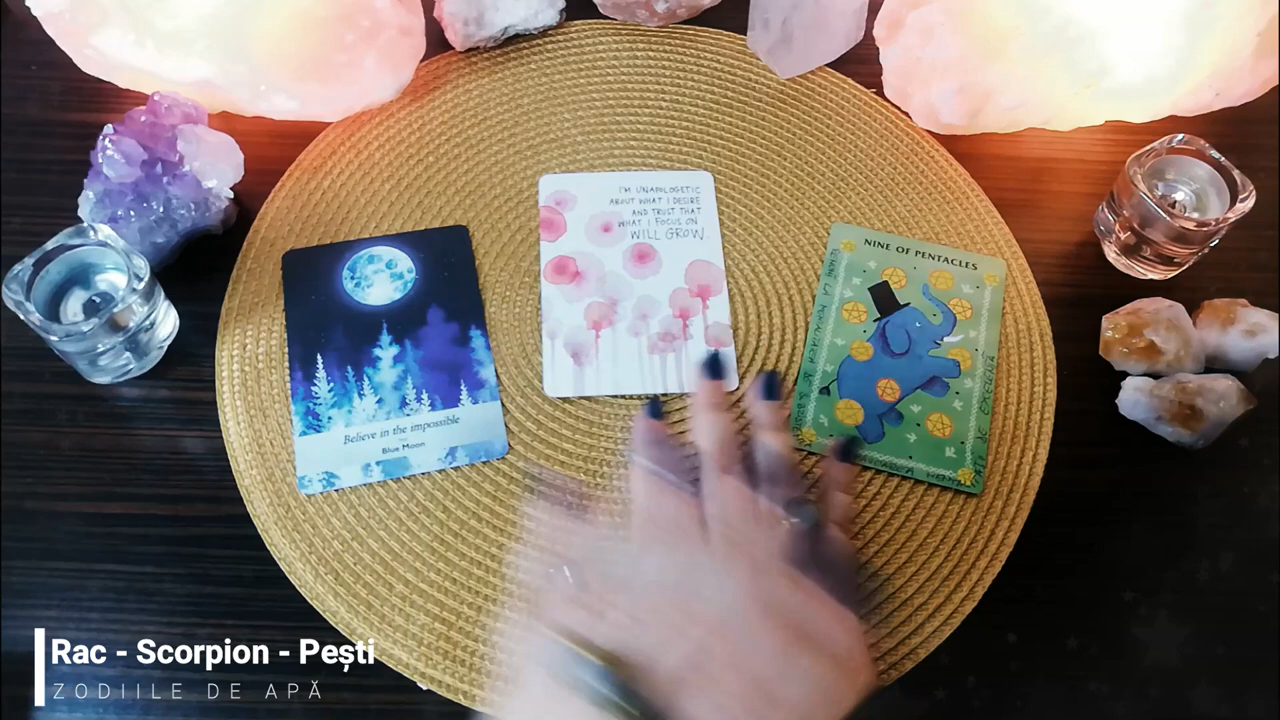 I'M UNAPOLOGETIC
ABOUT WHAT I DESIRE
AND TRUST THAT
WHAT I FOCUS ON
WILL GROW.
Believe in the impossible
Blue Moon
NINE OF PENTACLES
Rac - Scorpion - Pești
ZODIILE DE APĂ